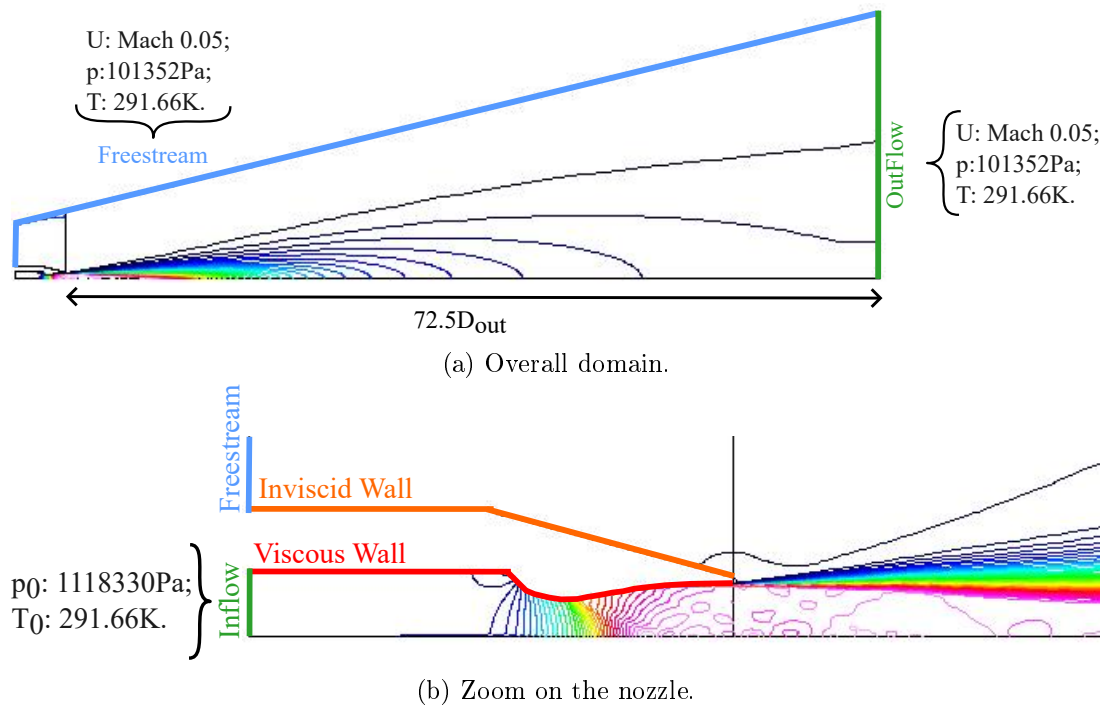 U: Mach 0.05;
p:101352Pa;
T: 291.66K.
Freestream
OutFlow
U: Mach 0.05;
p:101352Pa;
T: 291.66K.
72.5Dout
(a) Overall domain.
Freestream
Inviscid Wall
Viscous Wall
p0: 1118330Pa;
T0: 291.66K.
Inflow
(b) Zoom on the nozzle.